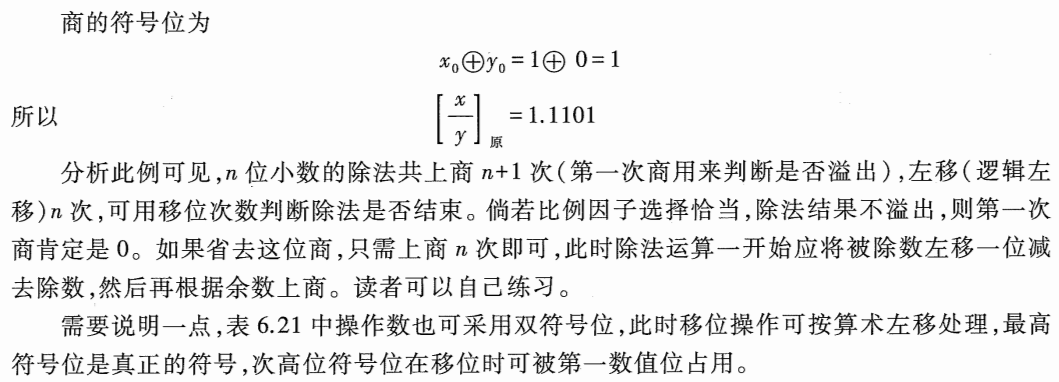 商的符号位为
x₀⊕y₀=1⊕ 0=1
所以 [x/y]原 =1.1101
分析此例可见,n 位小数的除法共上商 n+1 次(第一次商用来判断是否溢出),左移(逻辑左
移)n 次,可用移位次数判断除法是否结束。倘若比例因子选择恰当,除法结果不溢出,则第一次
商肯定是 0。如果省去这位商,只需上商 n 次即可,此时除法运算一开始应将被除数左移一位减
去除数,然后再根据余数上商。读者可以自己练习。
需要说明一点,表 6.21 中操作数也可采用双符号位,此时移位操作可按算术左移处理,最高
符号位是真正的符号,次高位符号位在移位时可被第一数值位占用。